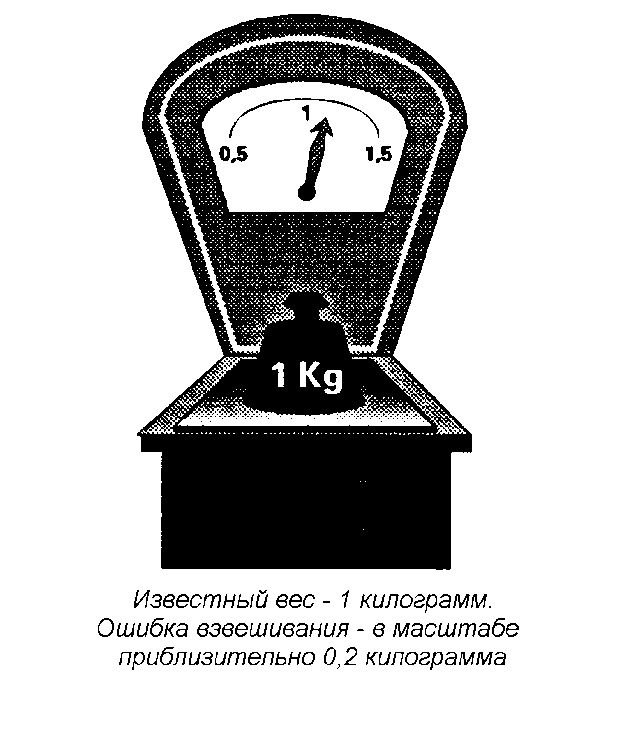 1
0,5
1,5
1 Kg
Известный вес - 1 килограмм.
Ошибка взвешивания - в масштабе
приблизительно 0,2 килограмма